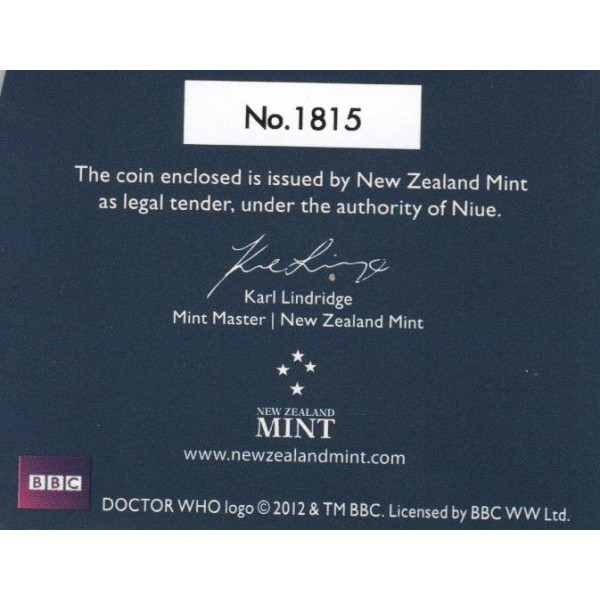 No.1815
The coin enclosed is issued by New Zealand Mint
as legal tender, under the authority of Niue.
Karl Lindridge
Mint Master | New Zealand Mint
NEW ZEALAND
MINT
www.newzealandmint.com
BBC
DOCTOR WHO logo © 2012 & TM BBC. Licensed by BBC WW Ltd.